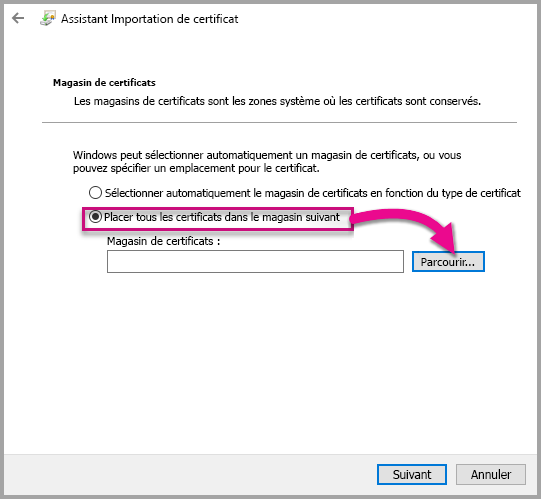 Assistant Importation de certificat
Magasin de certificats
Les magasins de certificats sont les zones système où les certificats sont conservés.
Windows peut sélectionner automatiquement un magasin de certificats, ou vous
pouvez spécifier un emplacement pour le certificat.
Sélectionner automatiquement le magasin de certificats en fonction du type de certificat
Placer tous les certificats dans le magasin suivant
Magasin de certificats :
Parcourir...
Suivant
Annuler